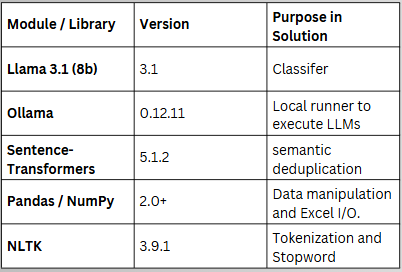 Module / Library Version Purpose in
Solution
Llama 3.1 (8b) 3.1 Classifer
Ollama 0.12.11 Local runner to
execute LLMs
Sentence-
Transformers 5.1.2 semantic
deduplication
Pandas / NumPy 2.0+ Data manipulation
and Excel I/O.
NLTK 3.9.1 Tokenization and
Stopword